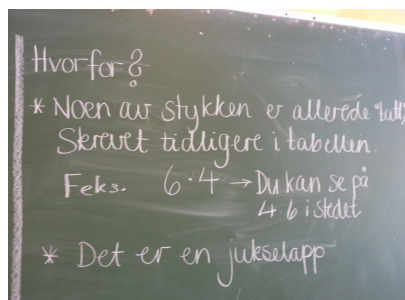 Hvorfor?
* Noen av stykken er allerede "tatt",
Skrevet tidligere i tabellen.
F.eks. 6·4 → Du kan se på
4·6 i stedet
* Det er en jukselapp